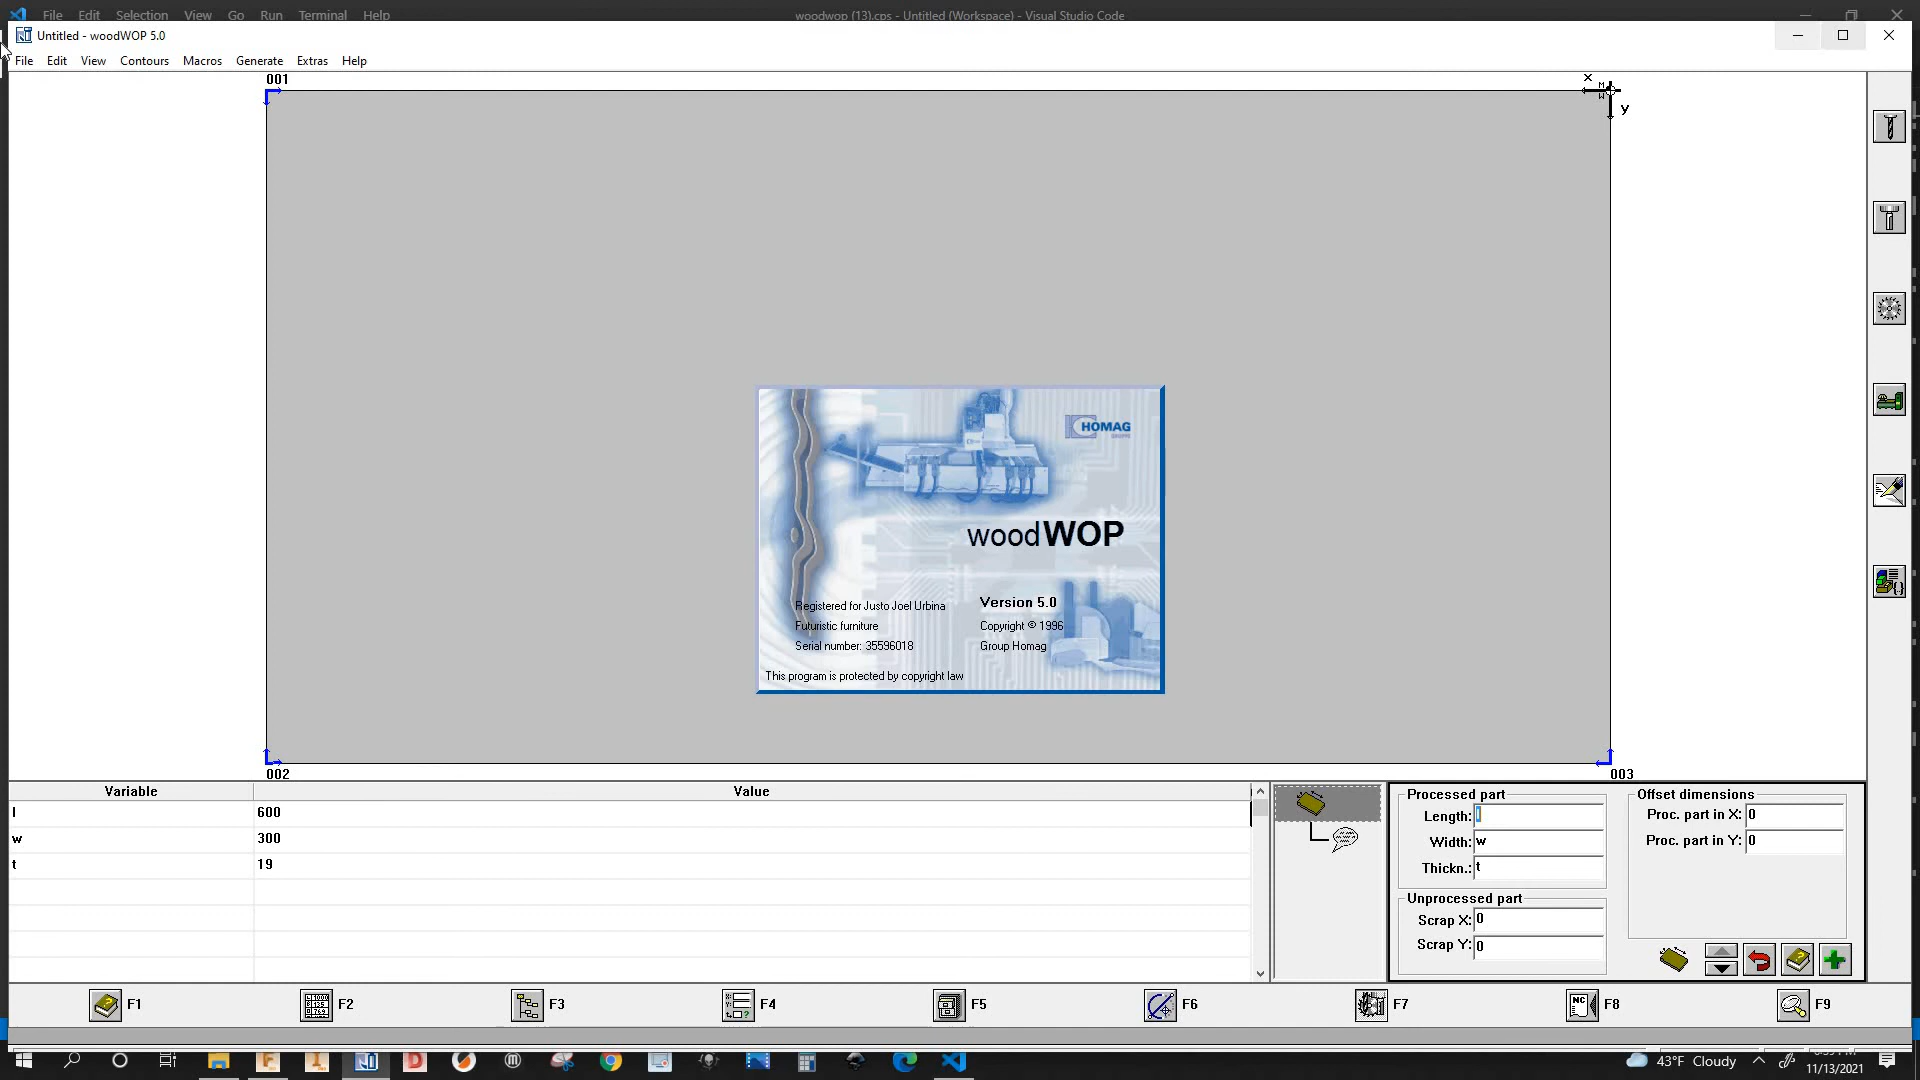 File Edit Selection View Go Run Terminal Help woodwop (13).cps - Untitled (Workspace) - Visual Studio Code
Untitled - woodWOP 5.0
File Edit View Contours Macros Generate Extras Help
001
x
M
W
y
HOMAG
GRUPPE
woodWOP
Registered for Justo Joel Urbina
Futuristic furniture
Serial number: 35596018
Version 5.0
Copyright © 1996
Group Homag
This program is protected by copyright law
002
003
Variable Value
l 600
w 300
t 19
Processed part
Length: l
Width: w
Thickn.: t
Unprocessed part
Scrap X: 0
Scrap Y: 0
Offset dimensions
Proc. part in X: 0
Proc. part in Y: 0
F1 F2 F3 F4 F5 F6 F7 NC F8 F9
43°F Cloudy
11/13/2021